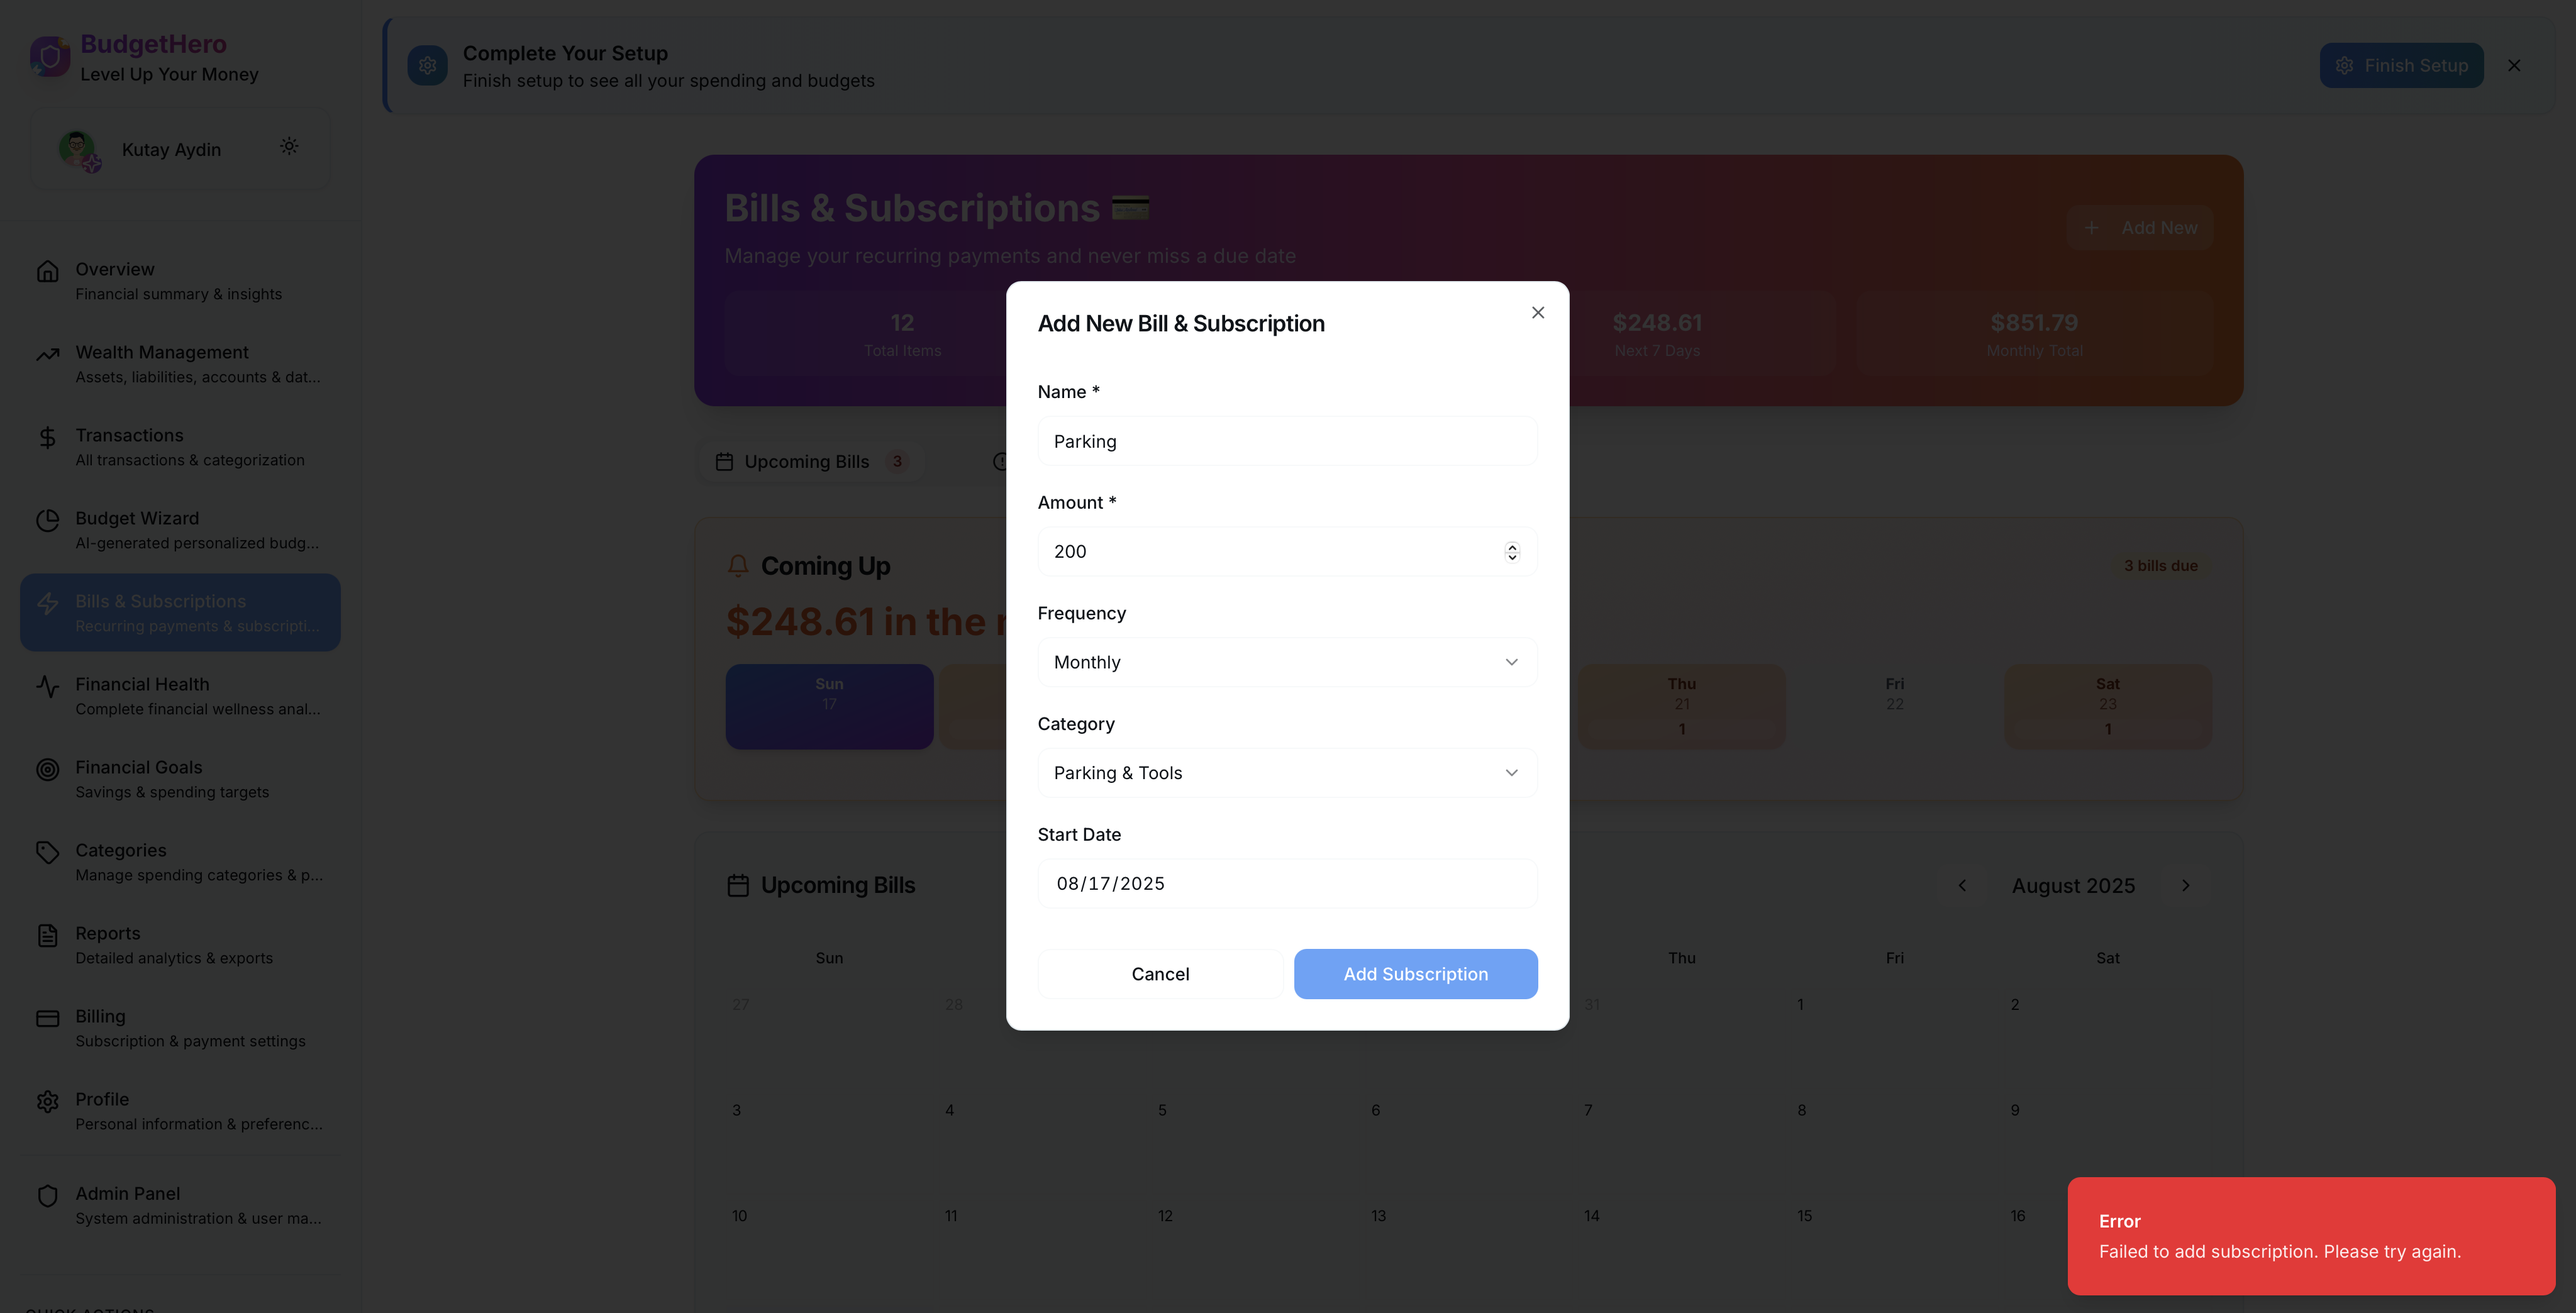 BudgetHero
Level Up Your Money
Kutay Aydin
Overview
Financial summary & insights
Wealth Management
Assets, liabilities, accounts & dat...
Transactions
All transactions & categorization
Budget Wizard
AI-generated personalized budg...
Bills & Subscriptions
Recurring payments & subscripti...
Financial Health
Complete financial wellness anal...
Financial Goals
Savings & spending targets
Categories
Manage spending categories & p...
Reports
Detailed analytics & exports
Billing
Subscription & payment settings
Profile
Personal information & preferenc...
Admin Panel
System administration & user ma...
Complete Your Setup
Finish setup to see all your spending and budgets
Finish Setup
Bills & Subscriptions
Manage your recurring payments and never miss a due date
Add New
12
Total Items
$248.61
Next 7 Days
$851.79
Monthly Total
Upcoming Bills 3
Coming Up
3 bills due
$248.61 in the
Sun
17
Thu
21
1
Fri
22
Sat
23
1
Upcoming Bills
August 2025
Sun Thu Fri Sat
27 28 31 1 2
3 4 5 6 7 8 9
10 11 12 13 14 15 16
Add New Bill & Subscription
Name *
Parking
Amount *
200
Frequency
Monthly
Category
Parking & Tools
Start Date
08/17/2025
Cancel
Add Subscription
Error
Failed to add subscription. Please try again.